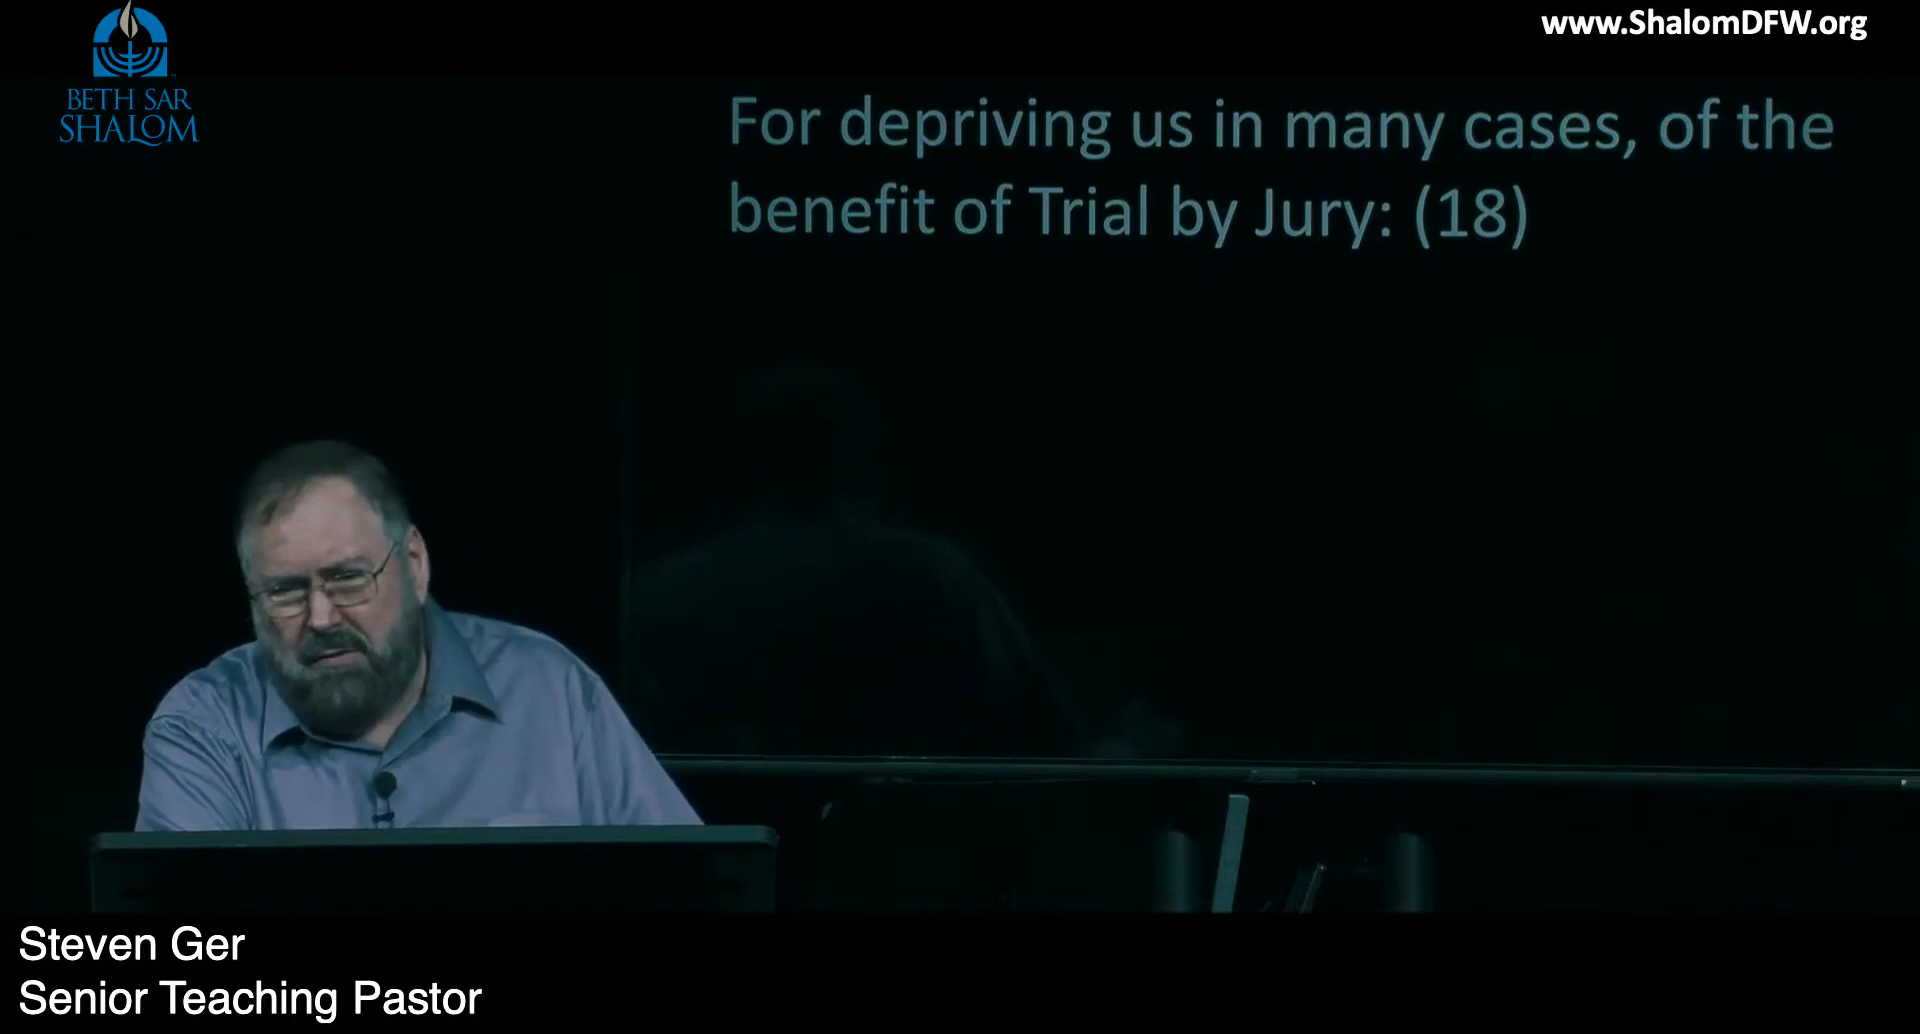 BETH SAR
SHALOM
www.ShalomDFW.org
For depriving us in many cases, of the
benefit of Trial by Jury: (18)
Steven Ger
Senior Teaching Pastor